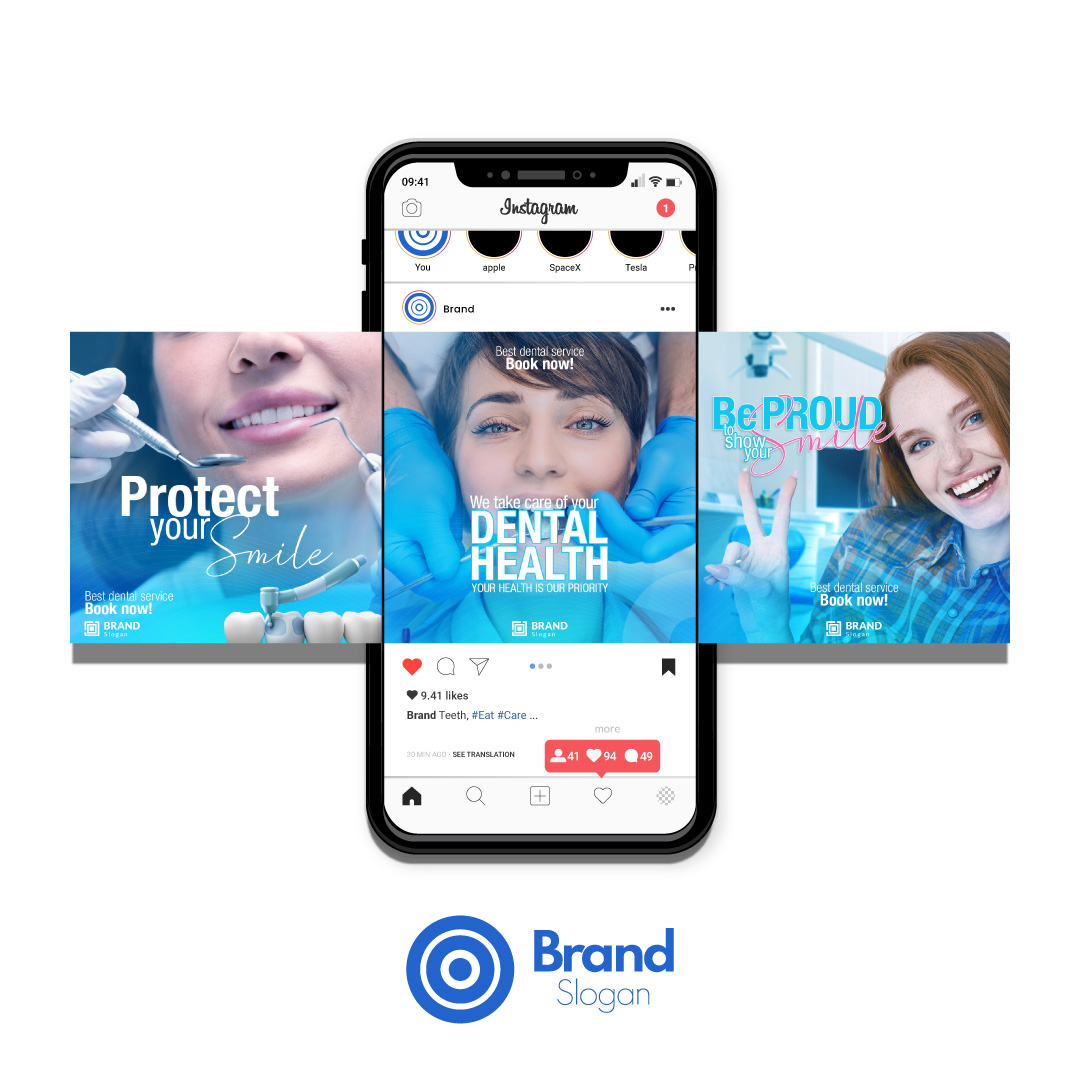 09:41
Instagram
1
You
apple
SpaceX
Tesla
Brand
Protect
your
Smile
Best dental service
Book now!
BRAND
Slogan
Best dental service
Book now!
We take care of your
DENTAL
HEALTH
YOUR HEALTH IS OUR PRIORITY
BRAND
Slogan
Be PROUD
to
show
your
Smile
Best dental service
Book now!
BRAND
Slogan
9.41 likes
Brand Teeth, #Eat #Care ...
more
30 MIN AGO · SEE TRANSLATION
41 94 49
Brand
Slogan